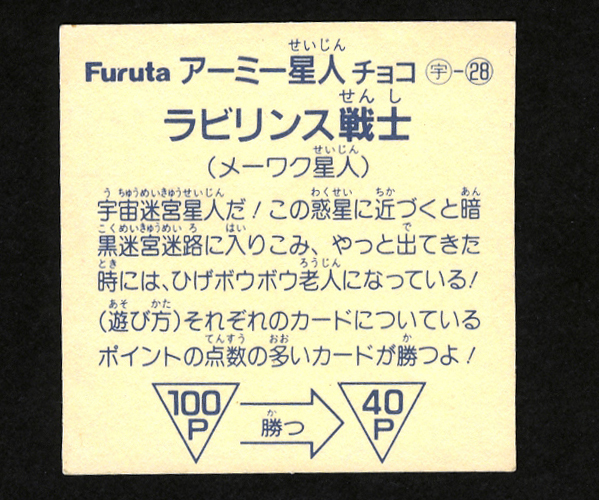 Furuta アーミー星人チョコ ㊫-㉘
ラビリンス戦士
(メーワク星人)
宇宙迷宮星人だ!この惑星に近づくと暗
黒迷宮迷路に入りこみ、やっと出てきた
時には、ひげボウボウ老人になっている!
(遊び方)それぞれのカードについている
ポイントの点数の多いカードが勝つよ!
100P 勝つ 40P